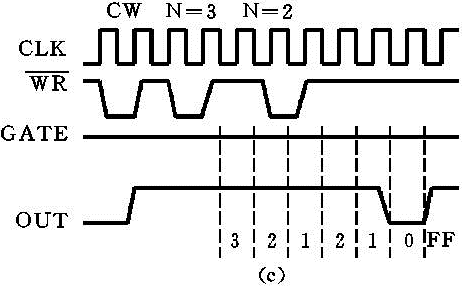 CW N=3 N=2
CLK
WR
GATE
OUT
3 2 1 2 1 0 FF
(c)